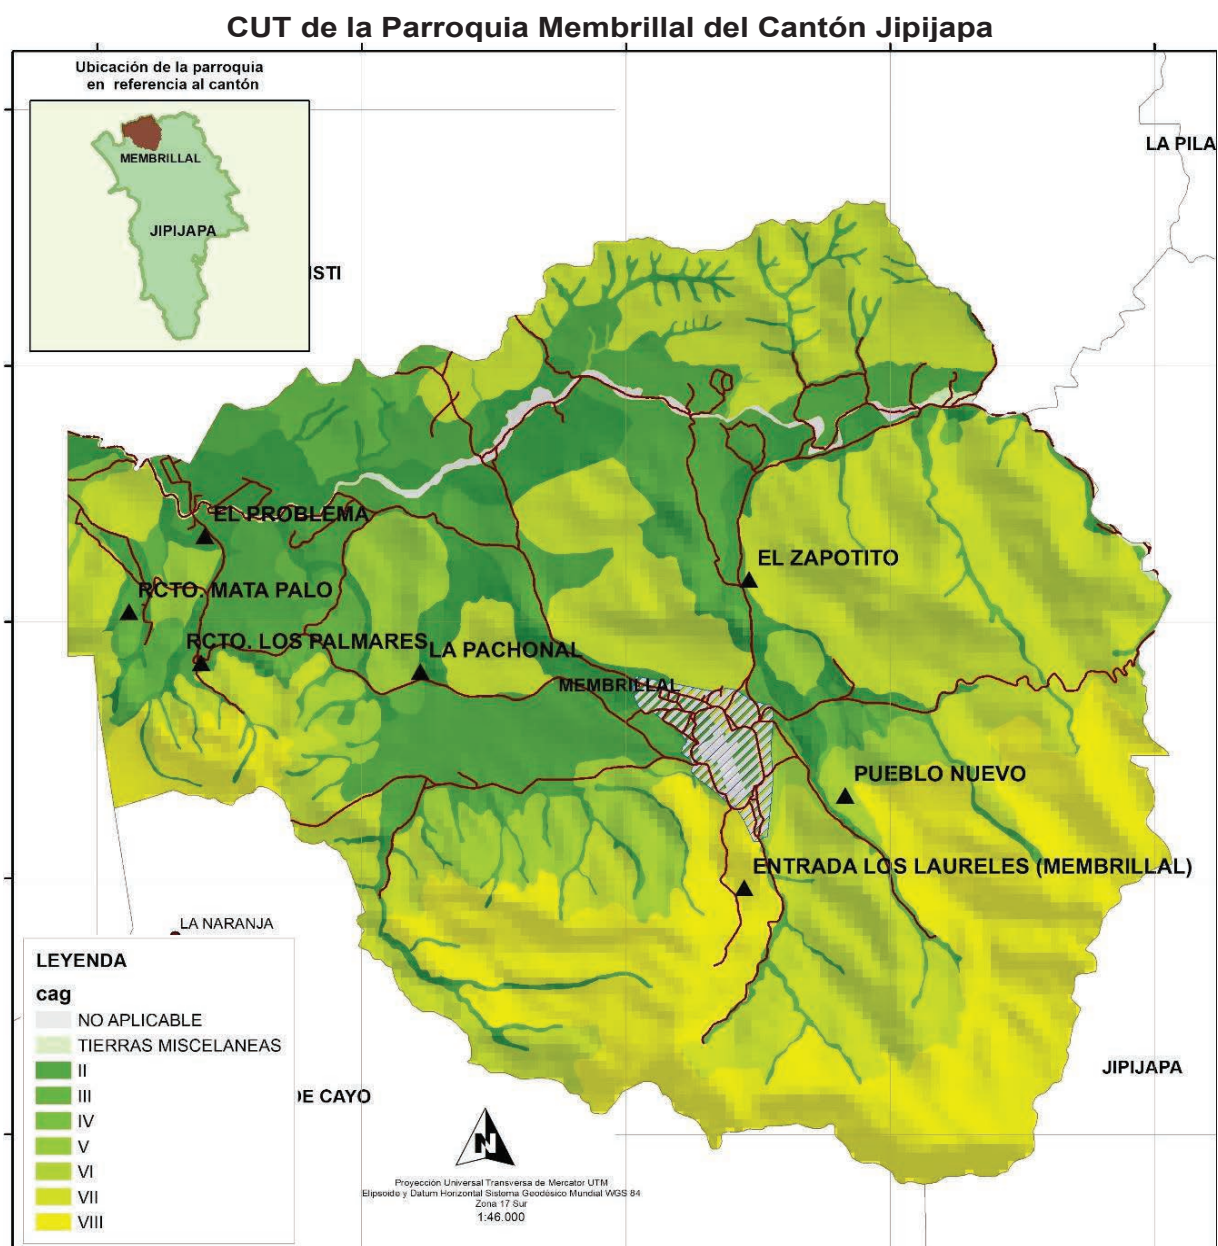 CUT de la Parroquia Membrillal del Cantón Jipijapa
Ubicación de la parroquia
en referencia al cantón
MEMBRILLAL
JIPIJAPA
LA PILA
ISTI
EL PROBLEMA
EL ZAPOTITO
RCTO. MATA PALO
RCTO. LOS PALMARES
LA PACHONAL
MEMBRILLAL
PUEBLO NUEVO
ENTRADA LOS LAURELES (MEMBRILLAL)
LA NARANJA
LEYENDA
cag
NO APLICABLE
TIERRAS MISCELANEAS
II
III
IV
V
VI
VII
VIII
DE CAYO
JIPIJAPA
N
Proyección Universal Transversa de Mercator UTM
Elipsoide y Datum Horizontal Sistema Geodésico Mundial WGS 84
Zona 17 Sur
1:46.000